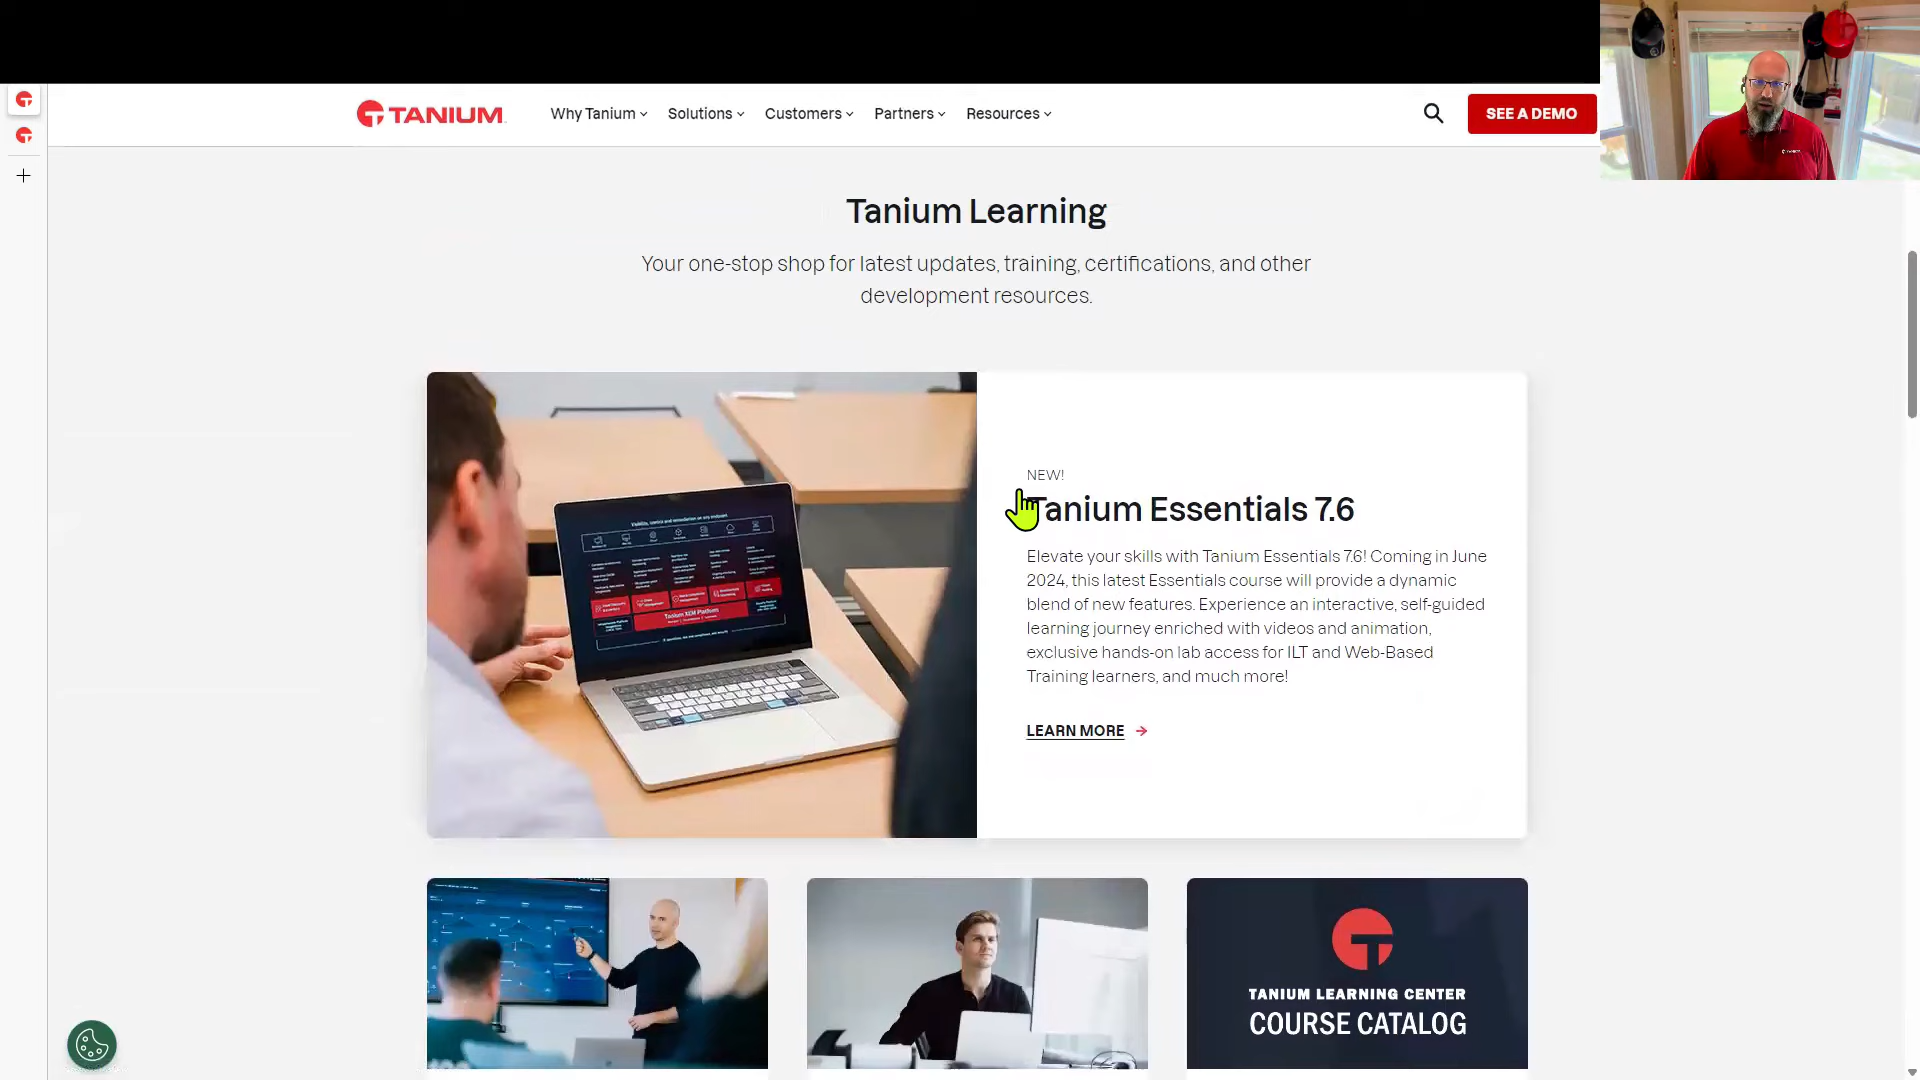 TANIUM
Why Tanium
Solutions
Customers
Partners
Resources
SEE A DEMO
Tanium Learning
Your one-stop shop for latest updates, training, certifications, and other
development resources.
NEW!
Tanium Essentials 7.6
Elevate your skills with Tanium Essentials 7.6! Coming in June
2024, this latest Essentials course will provide a dynamic
blend of new features. Experience an interactive, self-guided
learning journey enriched with videos and animation,
exclusive hands-on lab access for ILT and Web-Based
Training learners, and much more!
LEARN MORE
Tanium XEM Platform
TANIUM LEARNING CENTER
COURSE CATALOG